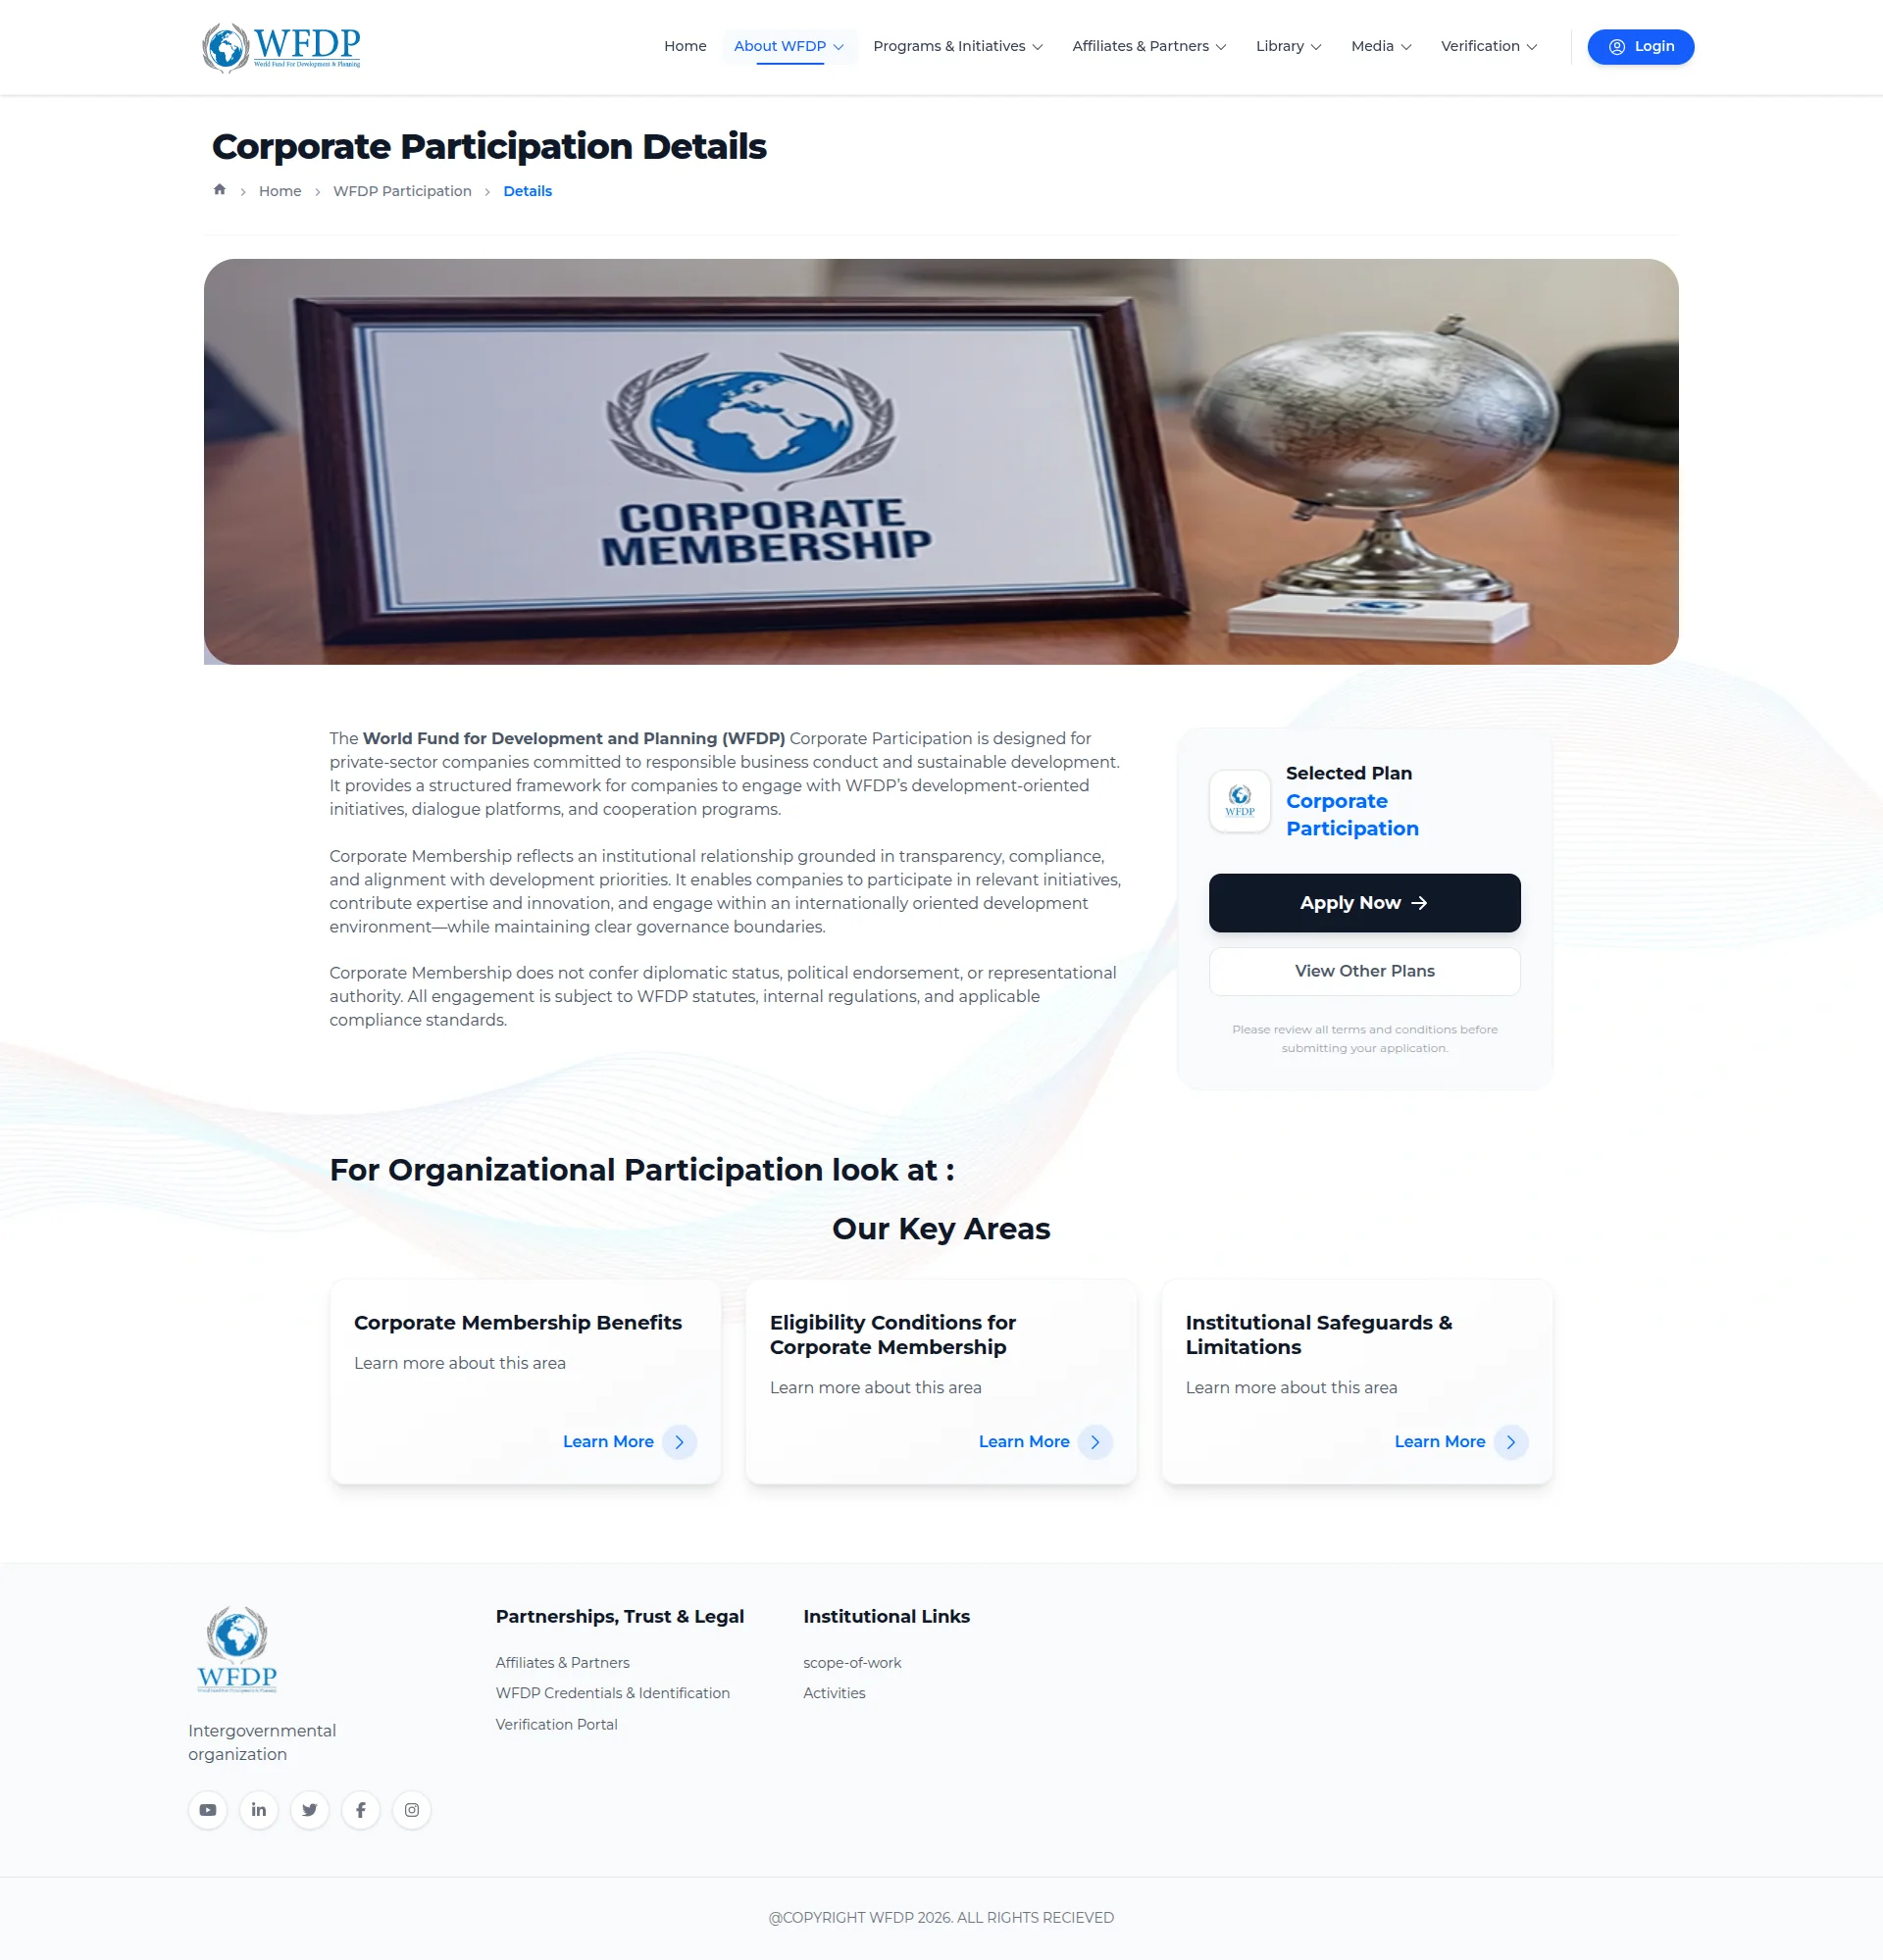 WFDP
World Fund For Development & Planning
Home
About WFDP
Programs & Initiatives
Affiliates & Partners
Library
Media
Verification
Login
Corporate Participation Details
Home
WFDP Participation
Details
CORPORATE
MEMBERSHIP
The World Fund for Development and Planning (WFDP) Corporate Participation is designed for
private-sector companies committed to responsible business conduct and sustainable development.
It provides a structured framework for companies to engage with WFDP’s development-oriented
initiatives, dialogue platforms, and cooperation programs.
Corporate Membership reflects an institutional relationship grounded in transparency, compliance,
and alignment with development priorities. It enables companies to participate in relevant initiatives,
contribute expertise and innovation, and engage within an internationally oriented development
environment—while maintaining clear governance boundaries.
Corporate Membership does not confer diplomatic status, political endorsement, or representational
authority. All engagement is subject to WFDP statutes, internal regulations, and applicable
compliance standards.
WFDP
Selected Plan
Corporate
Participation
Apply Now
View Other Plans
Please review all terms and conditions before
submitting your application.
For Organizational Participation look at :
Our Key Areas
Corporate Membership Benefits
Learn more about this area
Learn More
Eligibility Conditions for
Corporate Membership
Learn more about this area
Learn More
Institutional Safeguards &
Limitations
Learn more about this area
Learn More
WFDP
World Fund For Development & Planning
Intergovernmental
organization
Partnerships, Trust & Legal
Affiliates & Partners
WFDP Credentials & Identification
Verification Portal
Institutional Links
scope-of-work
Activities
@COPYRIGHT WFDP 2026. ALL RIGHTS RECIEVED